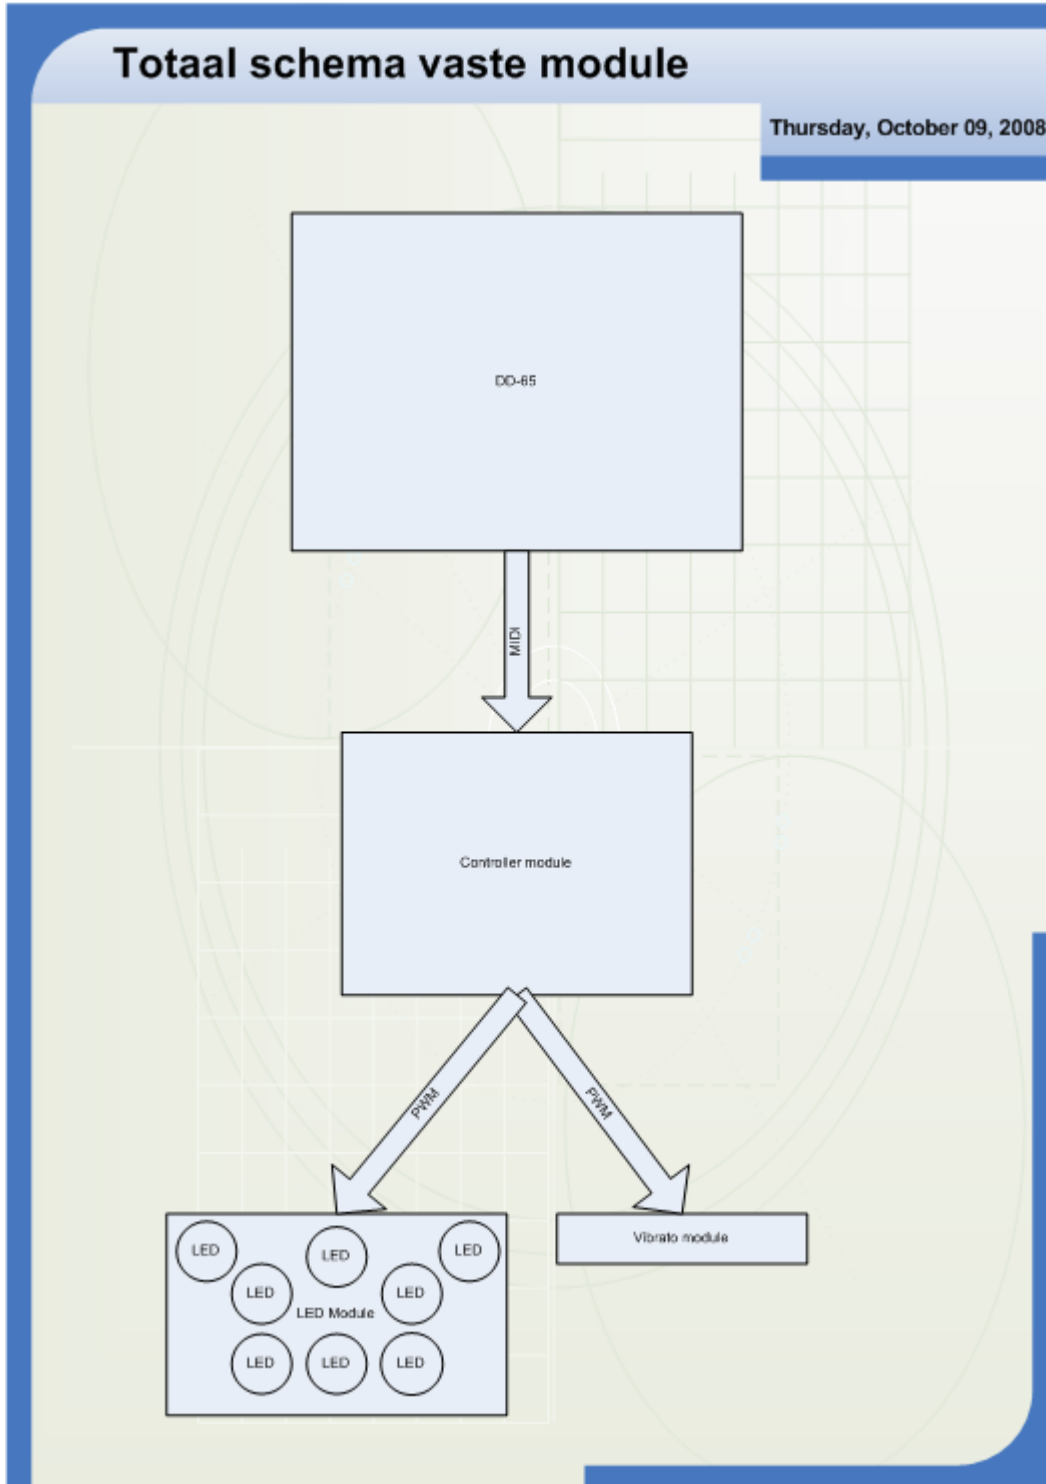 Totaal schema vaste module
Thursday, October 09, 2008
DD-65
MIDI
Controller module
PWM
PWM
LED
LED
LED
LED
LED
LED Module
LED
LED
LED
Vibrato module